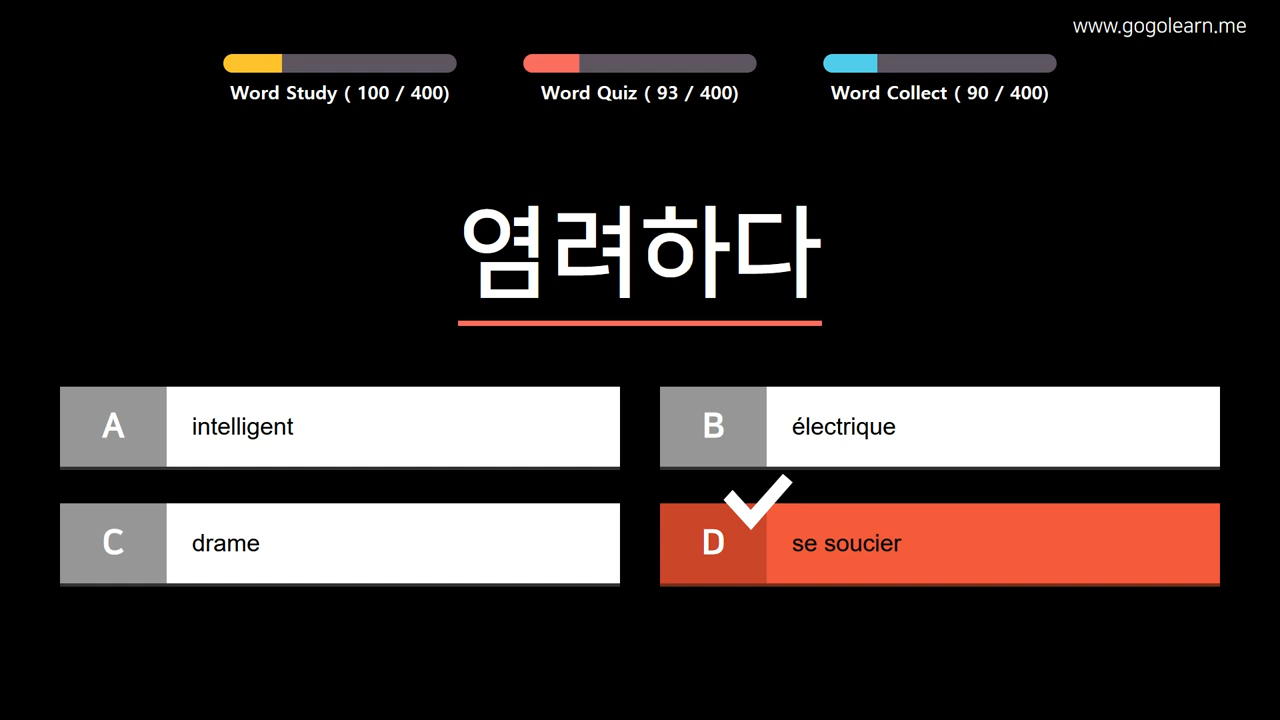 www.gogolearn.me
Word Study ( 100 / 400)
Word Quiz ( 93 / 400)
Word Collect ( 90 / 400)
염려하다
A intelligent
B électrique
C drame
D se soucier